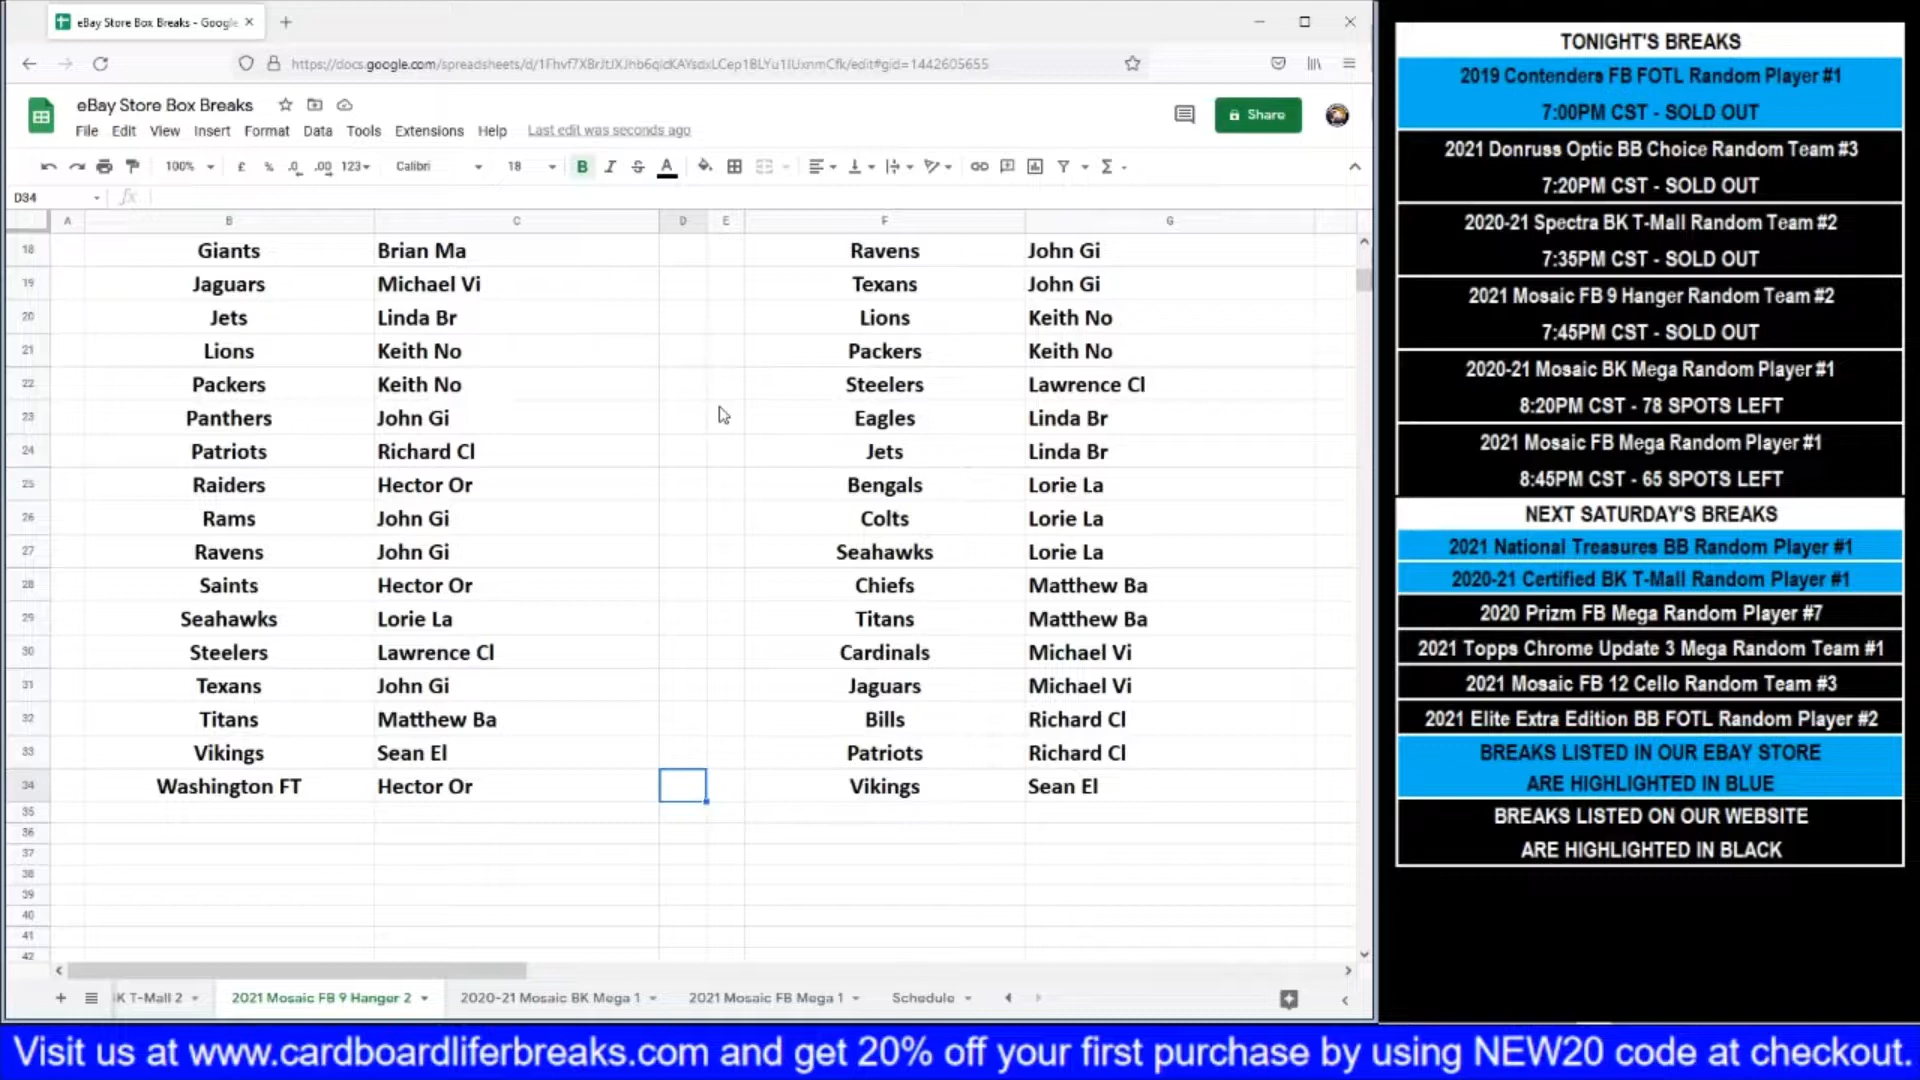 eBay Store Box Breaks - Google
eBay Store Box Breaks
File Edit View Insert Format Data Tools Extensions Help Last edit was seconds ago
Share
100% £ % .0 .00 123 Calibri 18 B I S A
D34
A B C D E F G
18 Giants Brian Ma Ravens John Gi
19 Jaguars Michael Vi Texans John Gi
20 Jets Linda Br Lions Keith No
21 Lions Keith No Packers Keith No
22 Packers Keith No Steelers Lawrence Cl
23 Panthers John Gi Eagles Linda Br
24 Patriots Richard Cl Jets Linda Br
25 Raiders Hector Or Bengals Lorie La
26 Rams John Gi Colts Lorie La
27 Ravens John Gi Seahawks Lorie La
28 Saints Hector Or Chiefs Matthew Ba
29 Seahawks Lorie La Titans Matthew Ba
30 Steelers Lawrence Cl Cardinals Michael Vi
31 Texans John Gi Jaguars Michael Vi
32 Titans Matthew Ba Bills Richard Cl
33 Vikings Sean El Patriots Richard Cl
34 Washington FT Hector Or Vikings Sean El
35
36
37
38
39
40
41
42
K T-Mall 2 2021 Mosaic FB 9 Hanger 2 2020-21 Mosaic BK Mega 1 2021 Mosaic FB Mega 1 Schedule
TONIGHT'S BREAKS
2019 Contenders FB FOTL Random Player #1
7:00PM CST - SOLD OUT
2021 Donruss Optic BB Choice Random Team #3
7:20PM CST - SOLD OUT
2020-21 Spectra BK T-Mall Random Team #2
7:35PM CST - SOLD OUT
2021 Mosaic FB 9 Hanger Random Team #2
7:45PM CST - SOLD OUT
2020-21 Mosaic BK Mega Random Player #1
8:20PM CST - 78 SPOTS LEFT
2021 Mosaic FB Mega Random Player #1
8:45PM CST - 65 SPOTS LEFT
NEXT SATURDAY'S BREAKS
2021 National Treasures BB Random Player #1
2020-21 Certified BK T-Mall Random Player #1
2020 Prizm FB Mega Random Player #7
2021 Topps Chrome Update 3 Mega Random Team #1
2021 Mosaic FB 12 Cello Random Team #3
2021 Elite Extra Edition BB FOTL Random Player #2
BREAKS LISTED IN OUR EBAY STORE
ARE HIGHLIGHTED IN BLUE
BREAKS LISTED ON OUR WEBSITE
ARE HIGHLIGHTED IN BLACK
Visit us at www.cardboardliferbreaks.com and get 20% off your first purchase by using NEW20 code at checkout.